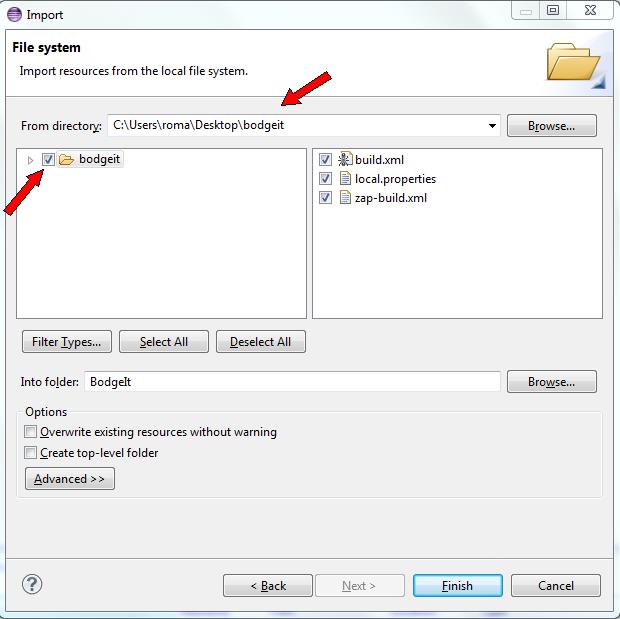 Import
File system
Import resources from the local file system.
From directory: C:\Users\roma\Desktop\bodgeit Browse...
bodgeit
build.xml
local.properties
zap-build.xml
Filter Types... Select All Deselect All
Into folder: BodgeIt Browse...
Options
Overwrite existing resources without warning
Create top-level folder
Advanced >>
? < Back Next > Finish Cancel